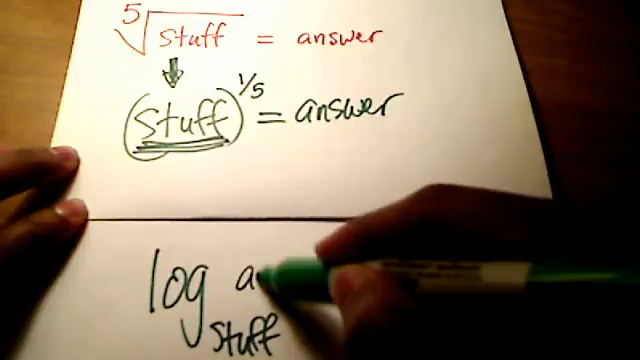 5√stuff = answer
(stuff)^1/5 = answer
log a
stuff